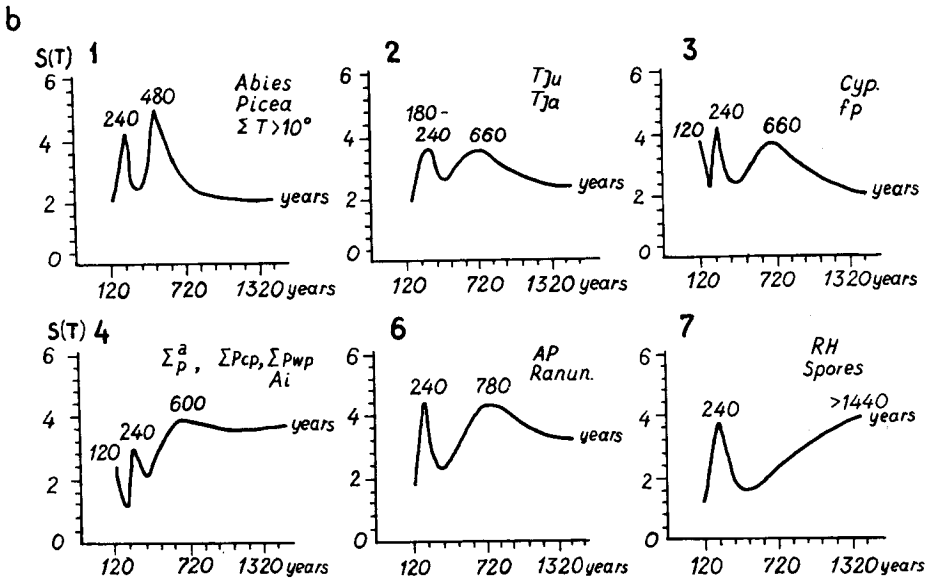 b
S(T) 1
6
4
2
0
240
480
Abies
Picea
Σ T>10°
years
120 720 1320 years
2
6
4
2
0
180-
240
660
TJu
TJa
years
120 720 1320 years
3
6
4
2
0
120
240
660
Cyp.
fp
years
120 720 1320 years
S(T) 4
6
4
2
0
120
240
600
Σ a p, Σpcp, Σpwp
Ai
years
120 720 1320 years
6
6
4
2
0
240
780
AP
Ranun.
years
120 720 1320 years
7
6
4
2
0
240
>1440
RH
Spores
years
120 720 1320 years